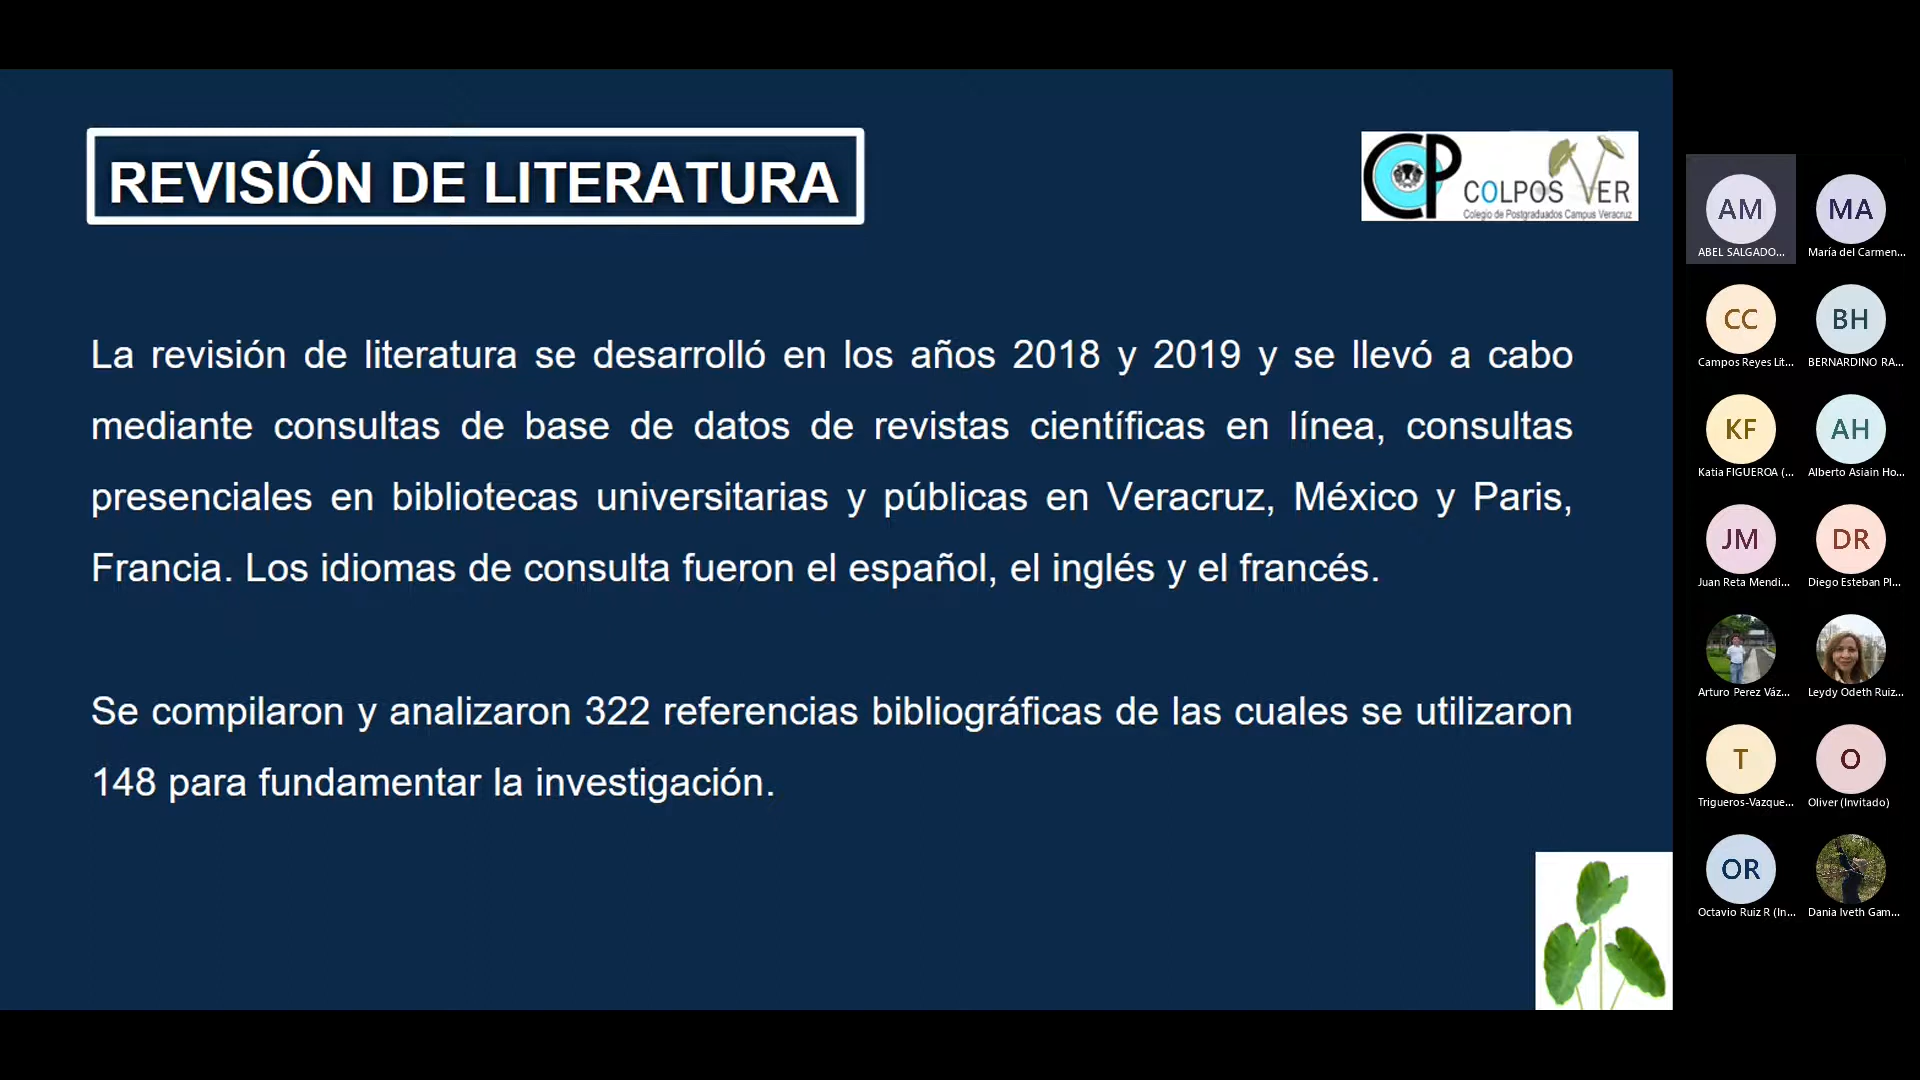 REVISIÓN DE LITERATURA
CP COLPOS VER
Colegio de Postgraduados Campus Veracruz
La revisión de literatura se desarrolló en los años 2018 y 2019 y se llevó a cabo
mediante consultas de base de datos de revistas científicas en línea, consultas
presenciales en bibliotecas universitarias y públicas en Veracruz, México y Paris,
Francia. Los idiomas de consulta fueron el español, el inglés y el francés.
Se compilaron y analizaron 322 referencias bibliográficas de las cuales se utilizaron
148 para fundamentar la investigación.
AM
ABEL SALGADO...
MA
María del Carmen...
CC
Campos Reyes Lit...
BH
BERNARDINO RA...
KF
Katia FIGUEROA (...
AH
Alberto Asiain Ho...
JM
Juan Reta Mendi...
DR
Diego Esteban Pl...
Arturo Perez Váz...
Leydy Odeth Ruiz...
T
Trigueros-Vazque...
O
Oliver (Invitado)
OR
Octavio Ruiz R (In...
Dania Iveth Gam...